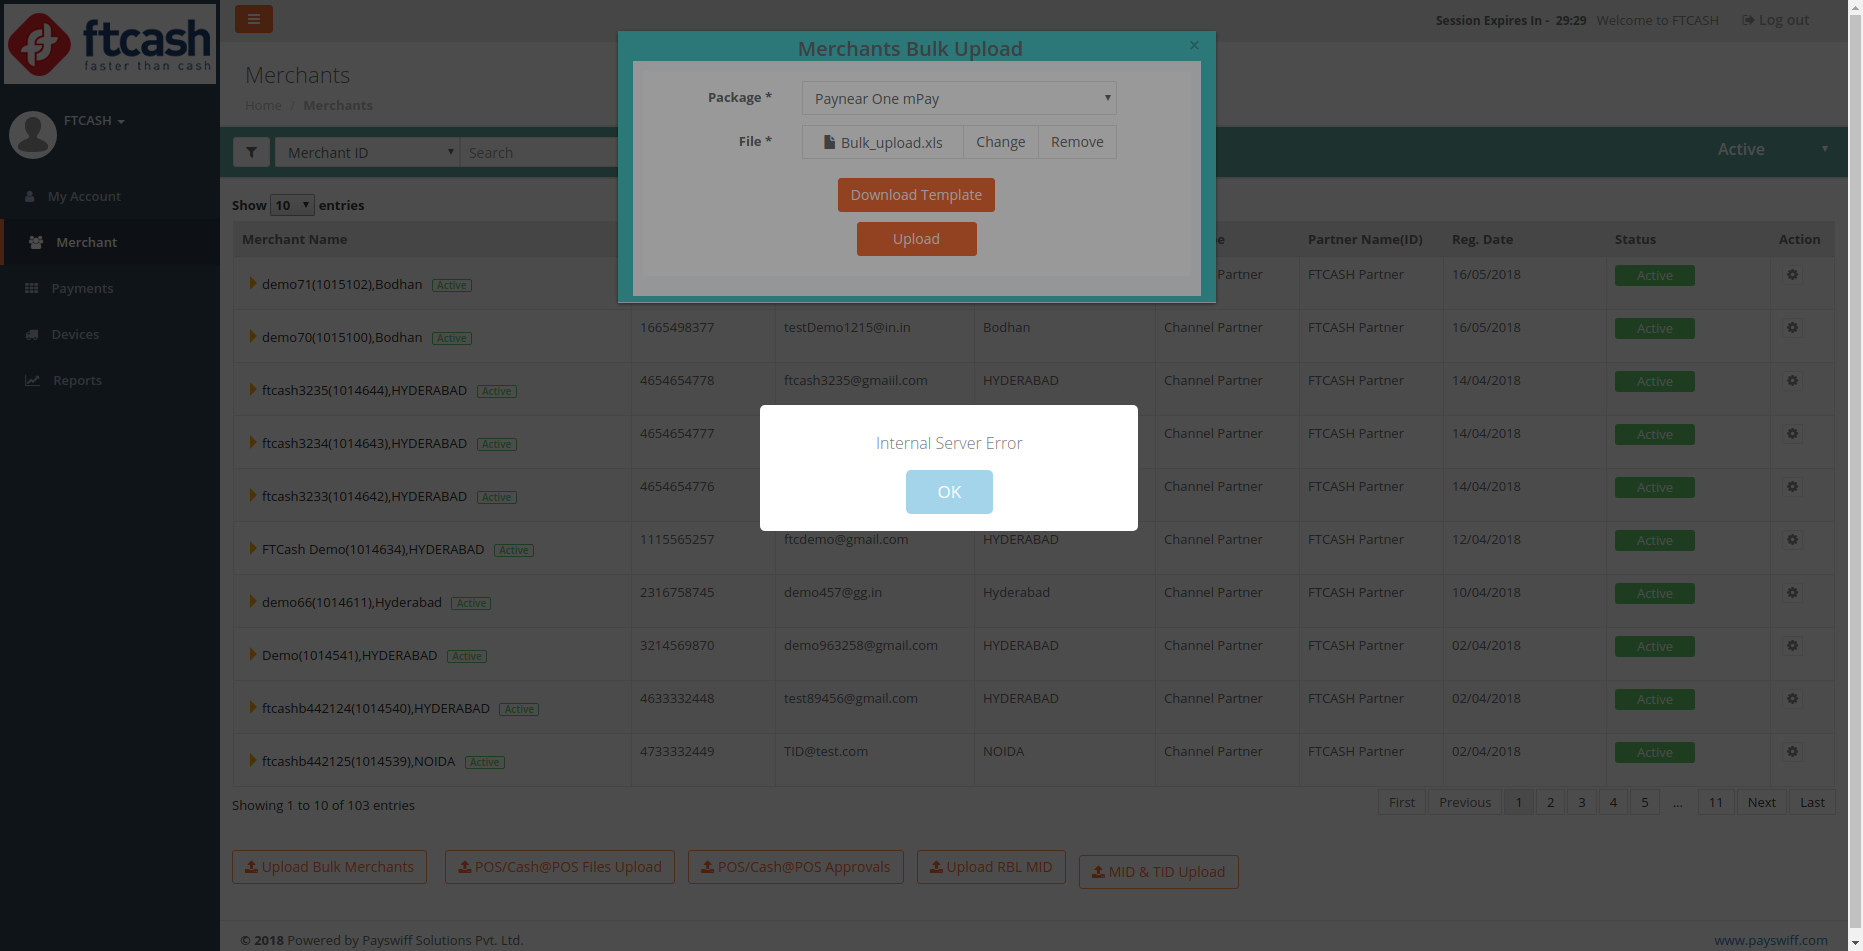 ftcash
faster than cash
Session Expires In - 29:29 Welcome to FTCASH Log out
Merchants
Home / Merchants
FTCASH
My Account
Merchant
Payments
Devices
Reports
Merchants Bulk Upload ×
Package * Paynear One mPay
File * Bulk_upload.xls Change Remove
Download Template
Upload
Merchant ID Search Active
Show 10 entries
Merchant Name e Partner Name(ID) Reg. Date Status Action
demo71(1015102),Bodhan Active Partner FTCASH Partner 16/05/2018 Active
demo70(1015100),Bodhan Active 1665498377 testDemo1215@in.in Bodhan Channel Partner FTCASH Partner 16/05/2018 Active
ftcash3235(1014644),HYDERABAD Active 4654654778 ftcash3235@gmaiil.com HYDERABAD Channel Partner FTCASH Partner 14/04/2018 Active
ftcash3234(1014643),HYDERABAD Active 4654654777 Channel Partner FTCASH Partner 14/04/2018 Active
ftcash3233(1014642),HYDERABAD Active 4654654776 Channel Partner FTCASH Partner 14/04/2018 Active
Internal Server Error
OK
FTCash Demo(1014634),HYDERABAD Active 1115565257 ftcdemo@gmail.com HYDERABAD Channel Partner FTCASH Partner 12/04/2018 Active
demo66(1014611),Hyderabad Active 2316758745 demo457@gg.in Hyderabad Channel Partner FTCASH Partner 10/04/2018 Active
Demo(1014541),HYDERABAD Active 3214569870 demo963258@gmail.com HYDERABAD Channel Partner FTCASH Partner 02/04/2018 Active
ftcashb442124(1014540),HYDERABAD Active 4633332448 test89456@gmail.com HYDERABAD Channel Partner FTCASH Partner 02/04/2018 Active
ftcashb442125(1014539),NOIDA Active 4733332449 TID@test.com NOIDA Channel Partner FTCASH Partner 02/04/2018 Active
Showing 1 to 10 of 103 entries First Previous 1 2 3 4 5 ... 11 Next Last
Upload Bulk Merchants POS/Cash@POS Files Upload POS/Cash@POS Approvals Upload RBL MID MID & TID Upload
© 2018 Powered by Payswiff Solutions Pvt. Ltd. www.payswiff.com